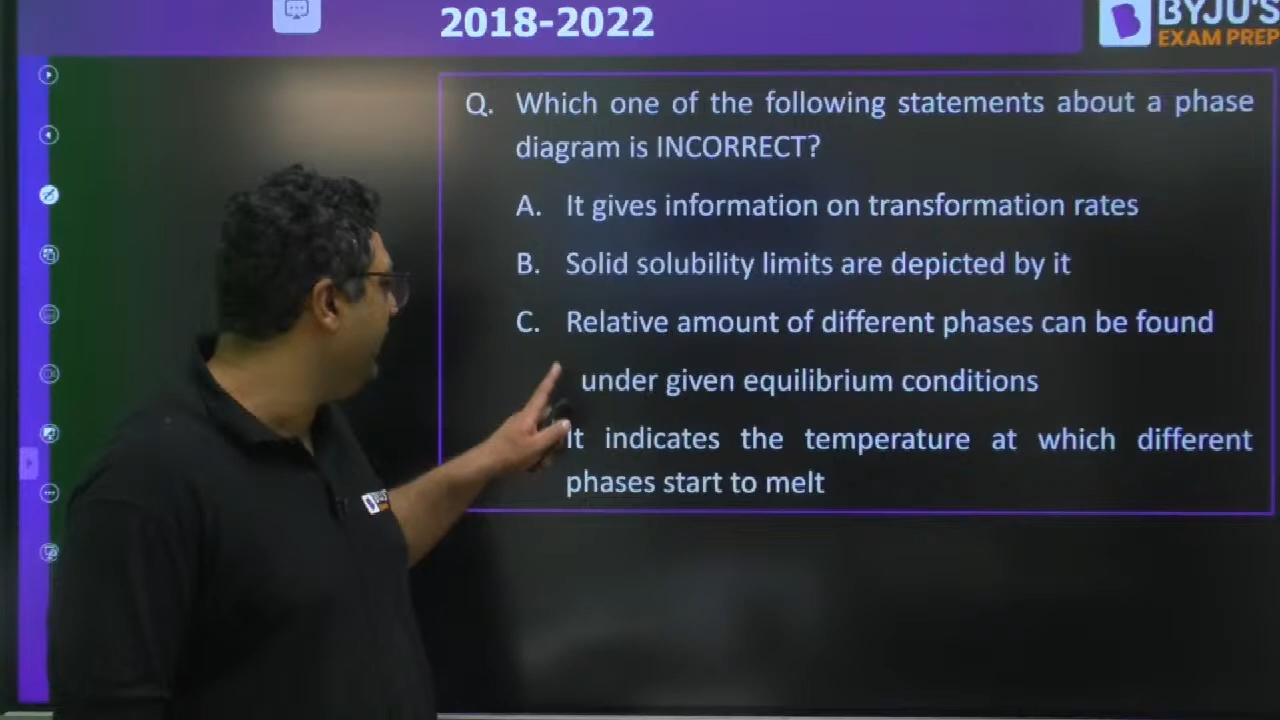 2018-2022
BYJU'S
EXAM PREP
Q. Which one of the following statements about a phase
diagram is INCORRECT?
A. It gives information on transformation rates
B. Solid solubility limits are depicted by it
C. Relative amount of different phases can be found
under given equilibrium conditions
It indicates the temperature at which different
phases start to melt